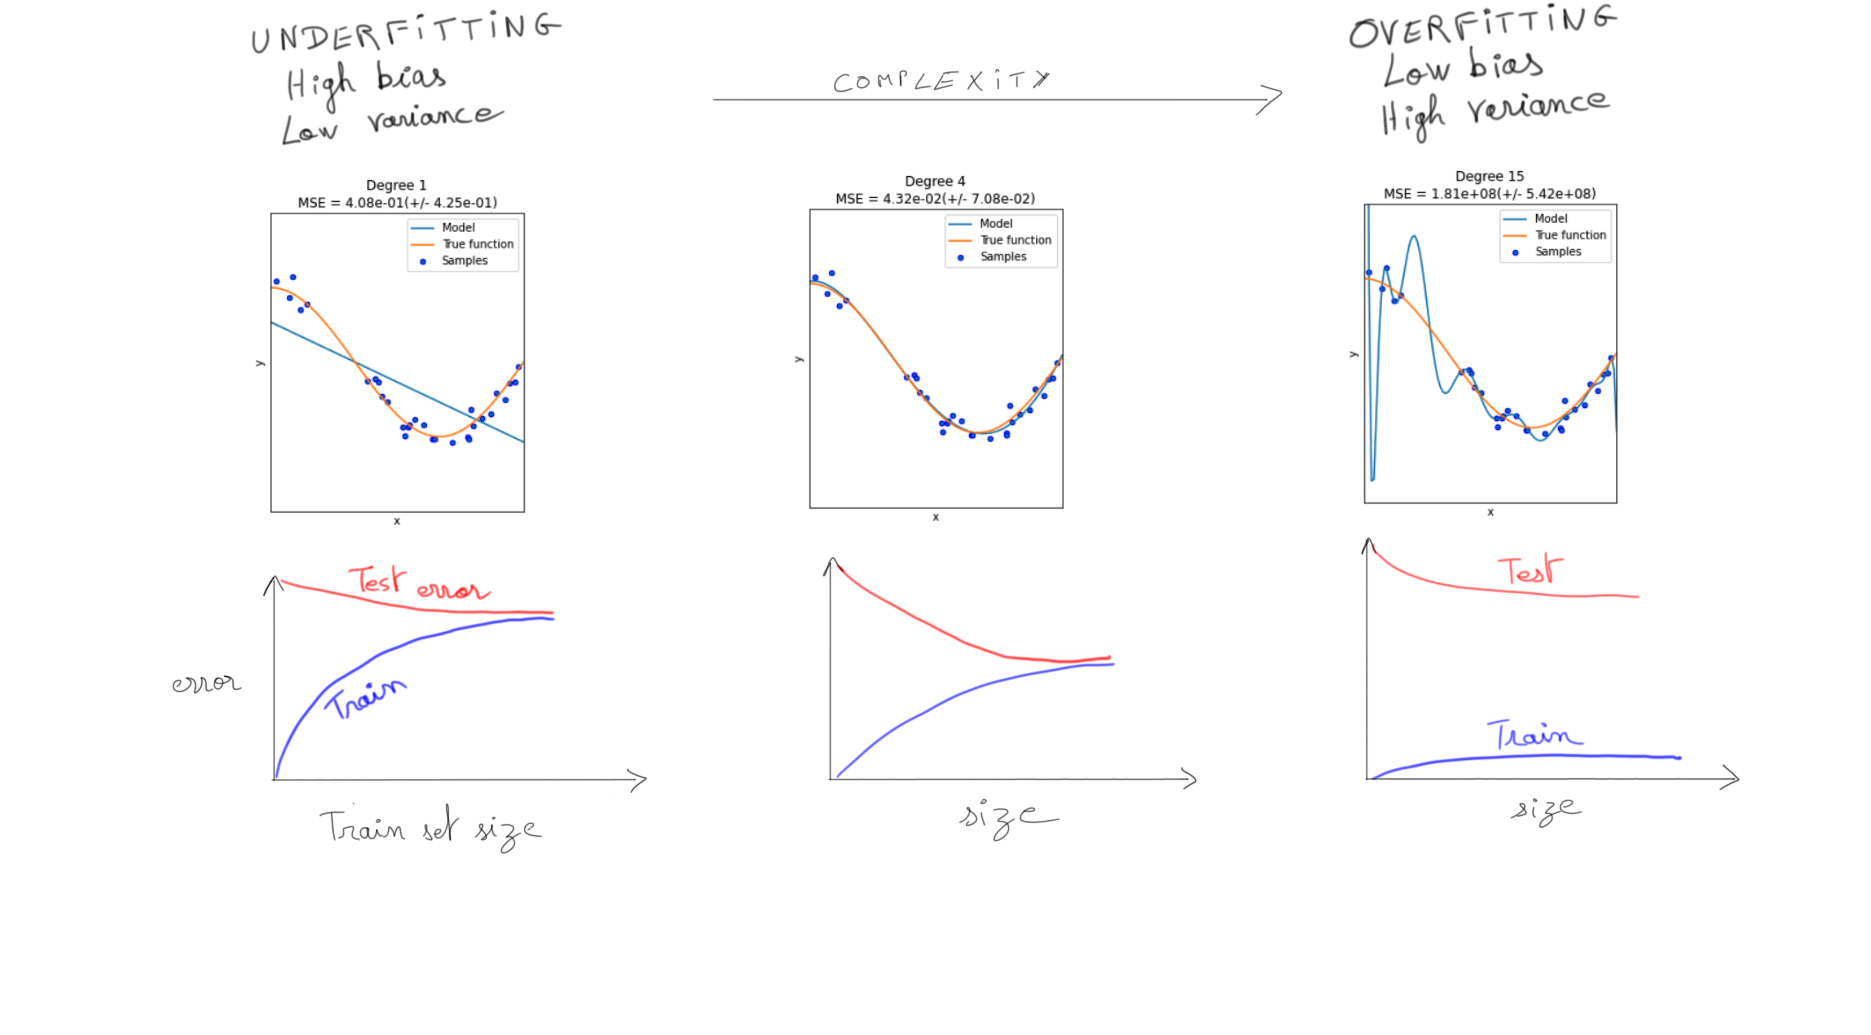 UNDERFITTING
High bias
Low variance
COMPLEXITY
OVERFITTING
Low bias
High variance
Degree 1
MSE = 4.08e-01(+/- 4.25e-01)
Model
True function
Samples
y
x
Degree 4
MSE = 4.32e-02(+/- 7.08e-02)
Model
True function
Samples
y
x
Degree 15
MSE = 1.81e+08(+/- 5.42e+08)
Model
True function
Samples
y
x
Test error
Train
error
Train set size
size
Test
Train
size